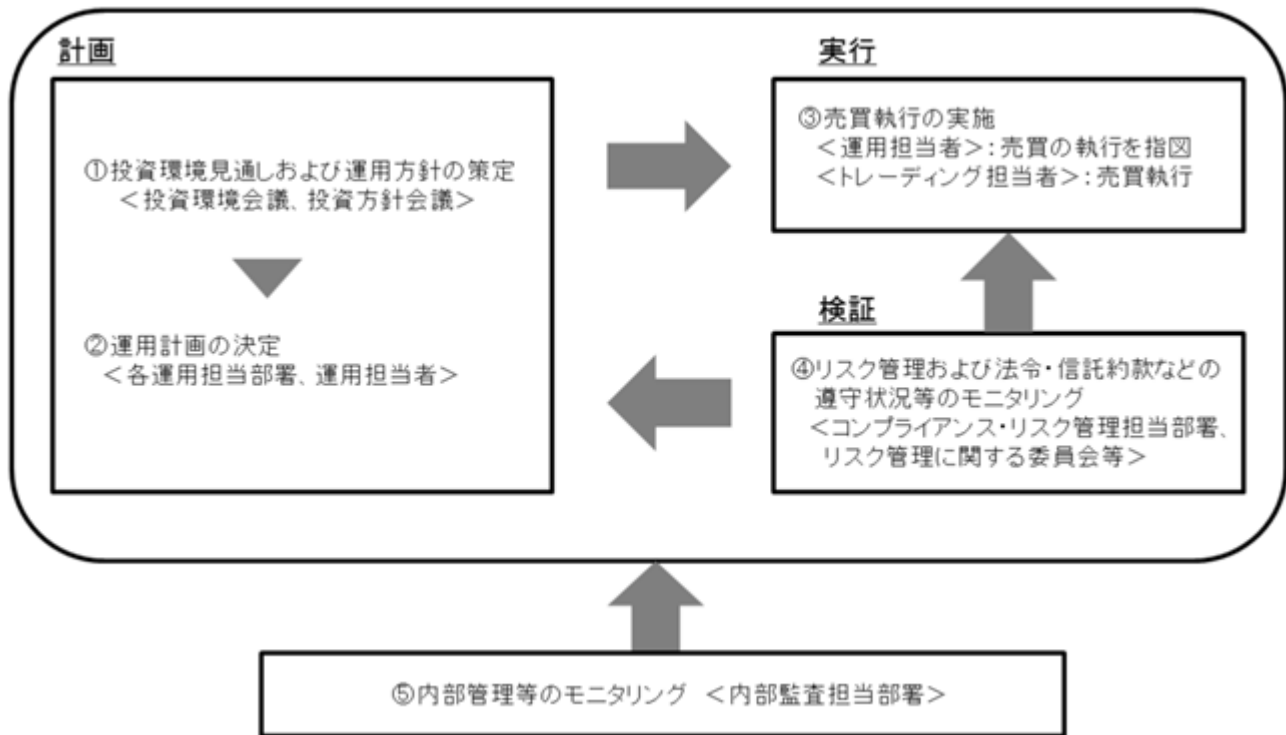 計画
①投資環境見通しおよび運用方針の策定
＜投資環境会議、投資方針会議＞
②運用計画の決定
＜各運用担当部署、運用担当者＞
実行
③売買執行の実施
＜運用担当者＞：売買の執行を指図
＜トレーディング担当者＞：売買執行
検証
④リスク管理および法令・信託約款などの
遵守状況等のモニタリング
＜コンプライアンス・リスク管理担当部署、
リスク管理に関する委員会等＞
⑤内部管理等のモニタリング ＜内部監査担当部署＞